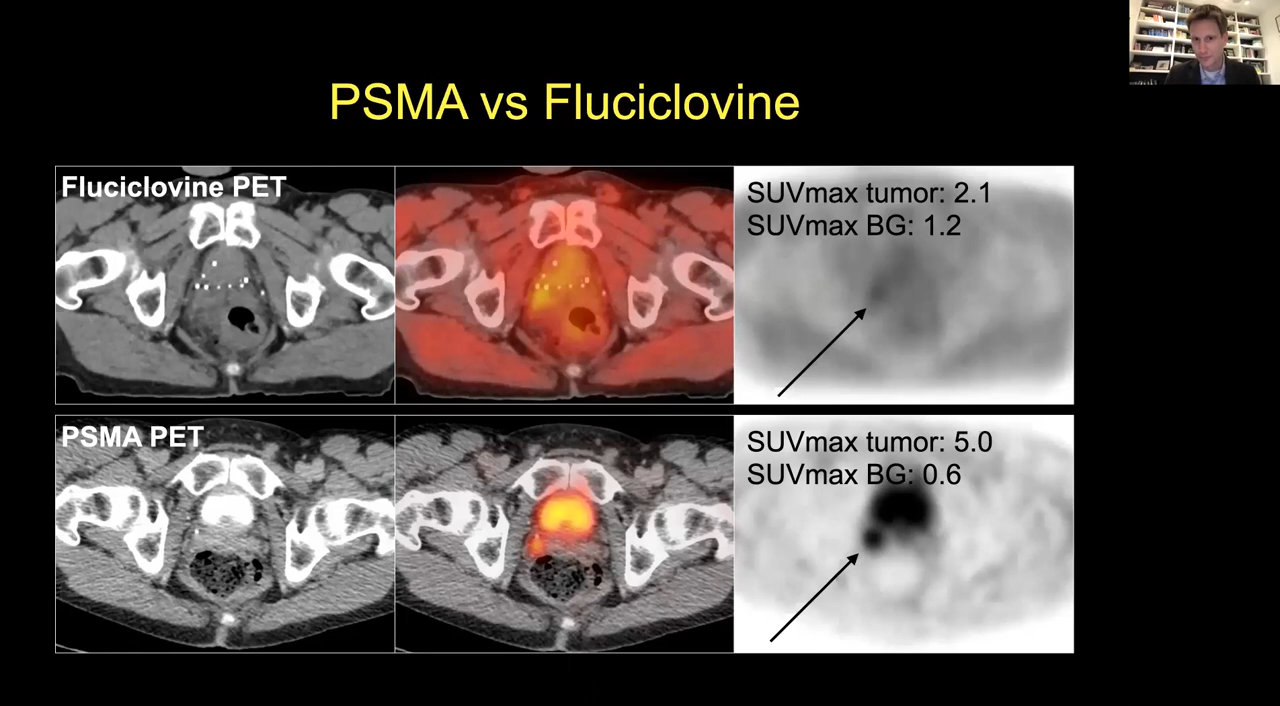 PSMA vs Fluciclovine
Fluciclovine PET
SUVmax tumor: 2.1
SUVmax BG: 1.2
PSMA PET
SUVmax tumor: 5.0
SUVmax BG: 0.6